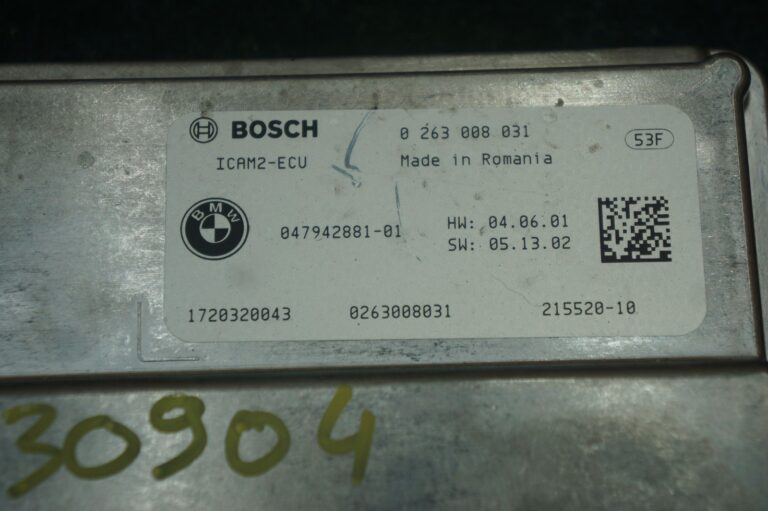 BOSCH 0 263 008 031
53F
ICAM2-ECU Made in Romania
BMW
047942881-01 HW: 04.06.01
SW: 05.13.02
1720320043 0263008031 215520-10
30904